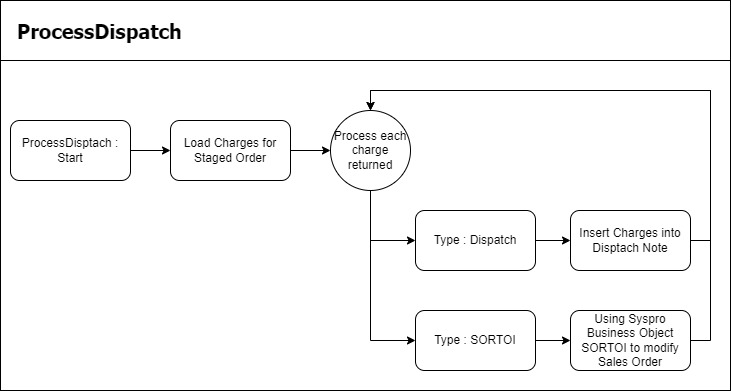 ProcessDispatch
ProcessDisptach :
Start
Load Charges for
Staged Order
Process each
charge
returned
Type : Dispatch
Insert Charges into
Disptach Note
Type : SORTOI
Using Syspro
Business Object
SORTOI to modify
Sales Order